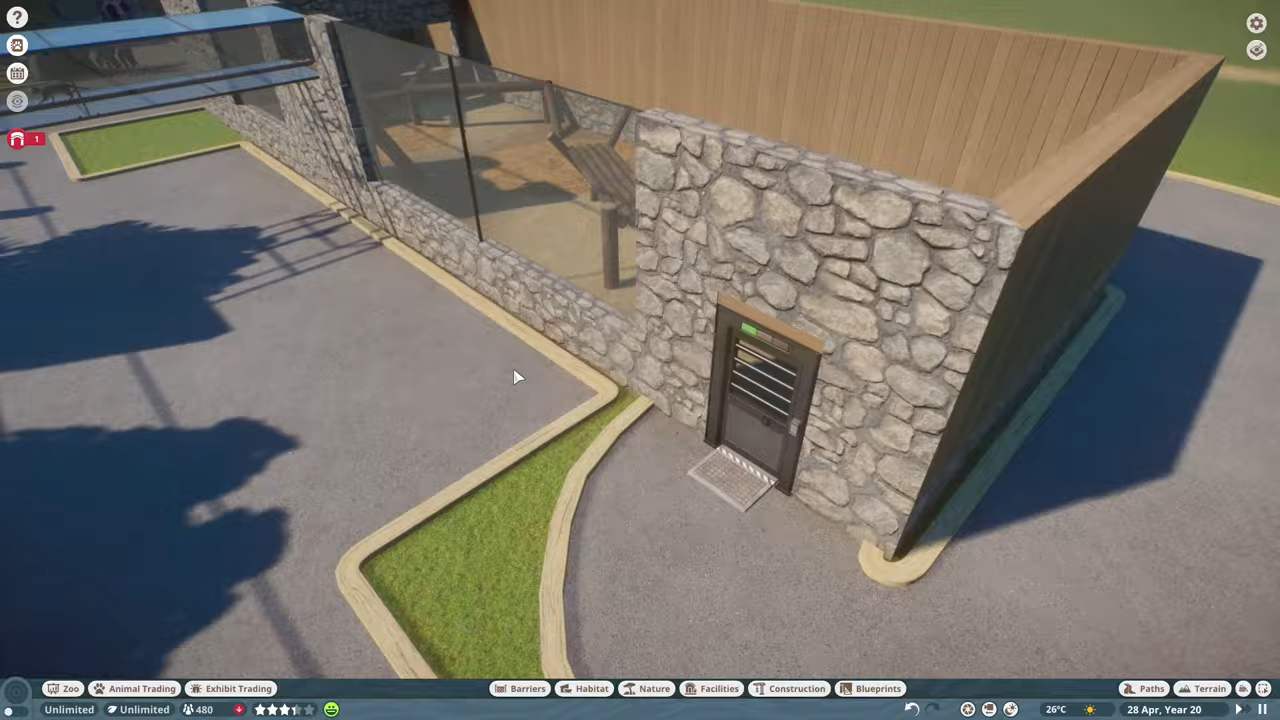 ?
1
Zoo
Animal Trading
Exhibit Trading
Barriers
Habitat
Nature
Facilities
Construction
Blueprints
Paths
Terrain
Unlimited
Unlimited
480
26°C
28 Apr, Year 20